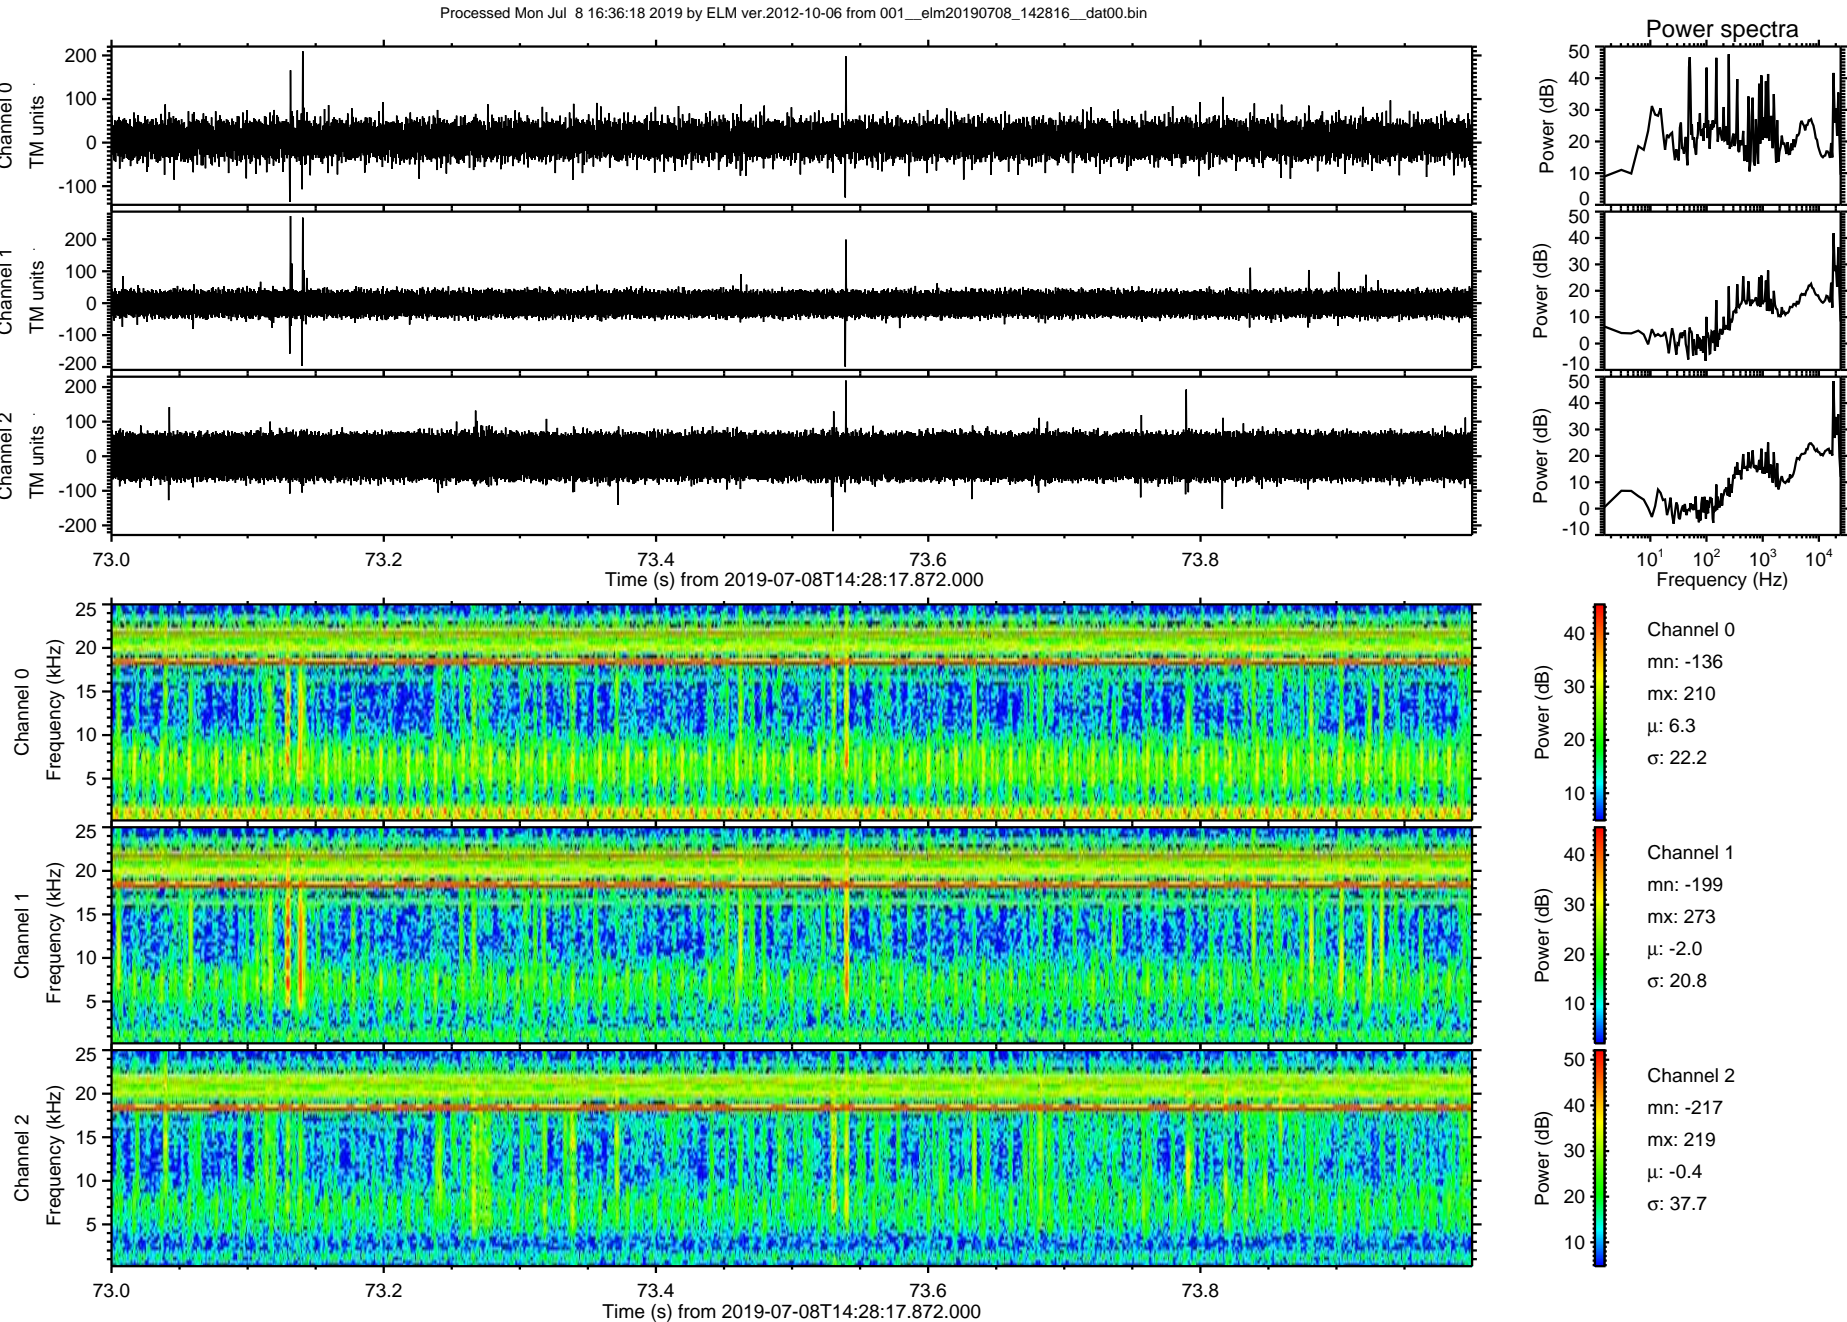 Processed Mon Jul 8 16:36:18 2019 by ELM ver.2012-10-06 from 001__elm20190708_142816__dat00.bin
Power spectra
Channel 0
TM units
200
100
0
-100
Power (dB)
50
40
30
20
10
0
Channel 1
TM units
200
100
0
-100
-200
Power (dB)
50
40
30
20
10
0
-10
Channel 2
TM units
200
100
0
-100
-200
Power (dB)
50
40
30
20
10
0
-10
73.0 73.2 73.4 73.6 73.8
Time (s) from 2019-07-08T14:28:17.872.000
10^1 10^2 10^3 10^4
Frequency (Hz)
Channel 0
Frequency (kHz)
25
20
15
10
5
Power (dB)
40
30
20
10
Channel 0
mn: -136
mx: 210
μ: 6.3
σ: 22.2
Channel 1
Frequency (kHz)
25
20
15
10
5
Power (dB)
40
30
20
10
Channel 1
mn: -199
mx: 273
μ: -2.0
σ: 20.8
Channel 2
Frequency (kHz)
25
20
15
10
5
Power (dB)
50
40
30
20
10
Channel 2
mn: -217
mx: 219
μ: -0.4
σ: 37.7
73.0 73.2 73.4 73.6 73.8
Time (s) from 2019-07-08T14:28:17.872.000